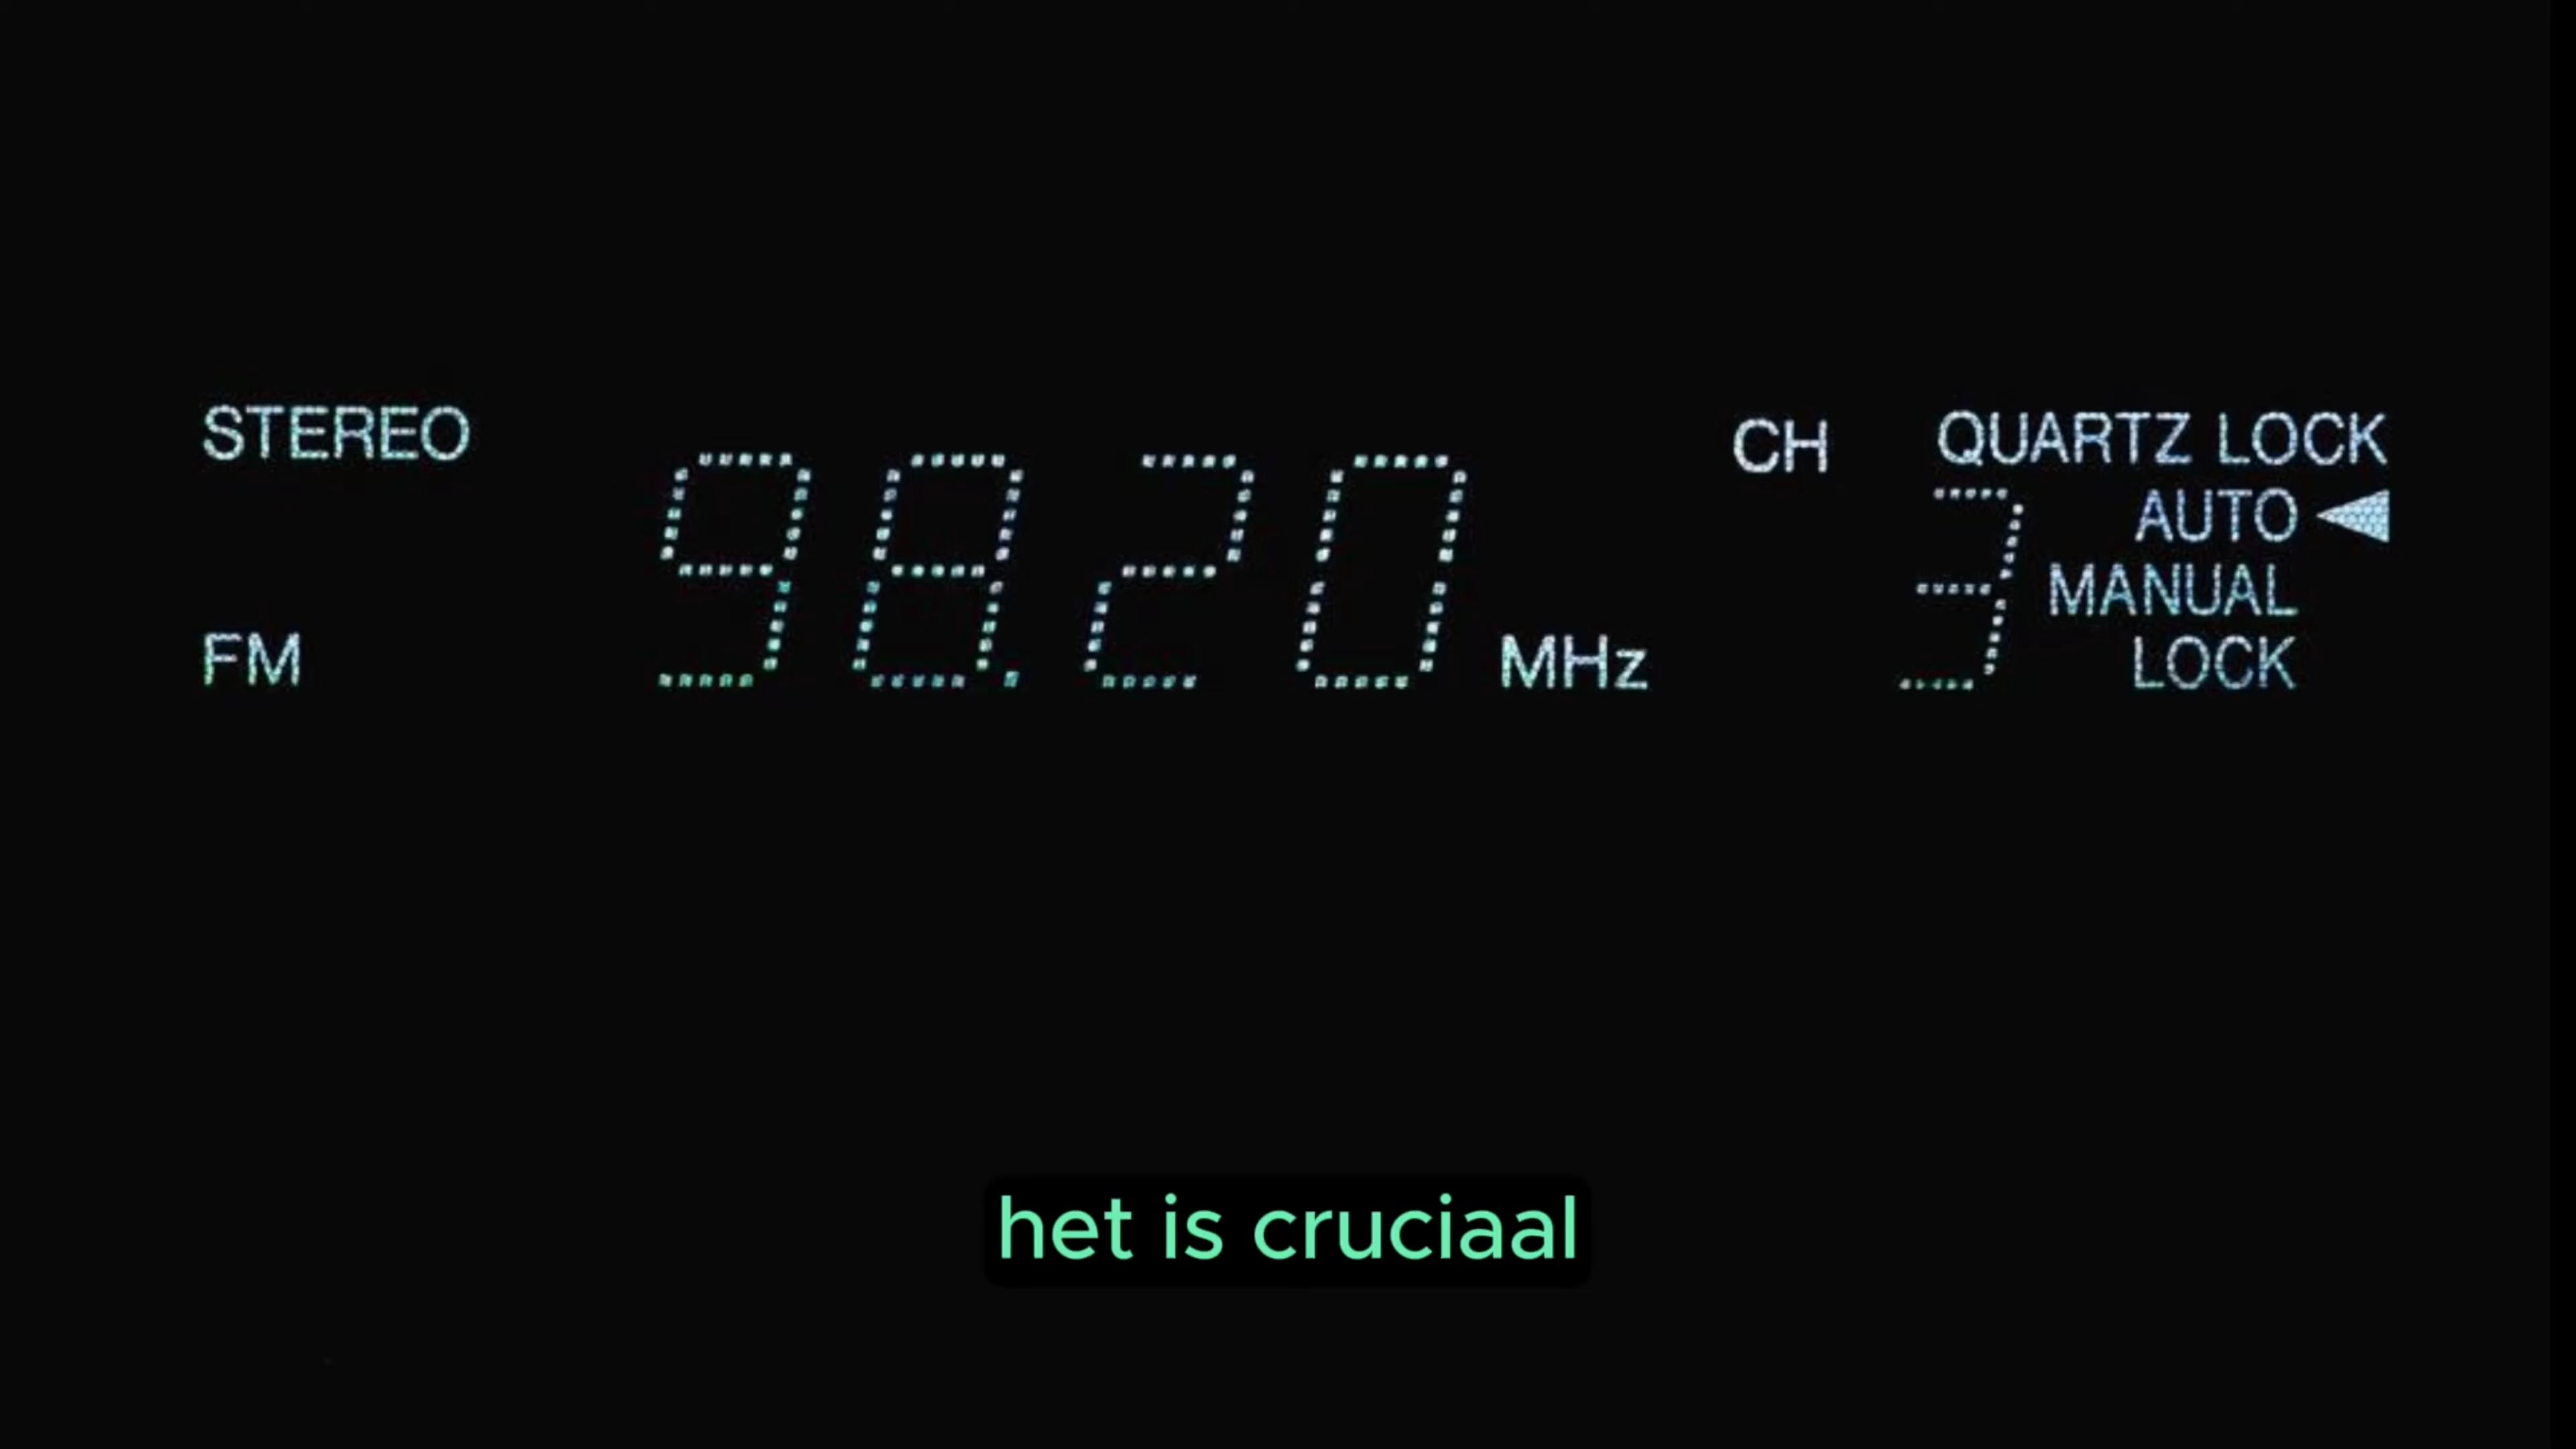 STEREO
FM
98.20 MHz
CH 3
QUARTZ LOCK
AUTO
MANUAL
LOCK
het is cruciaal